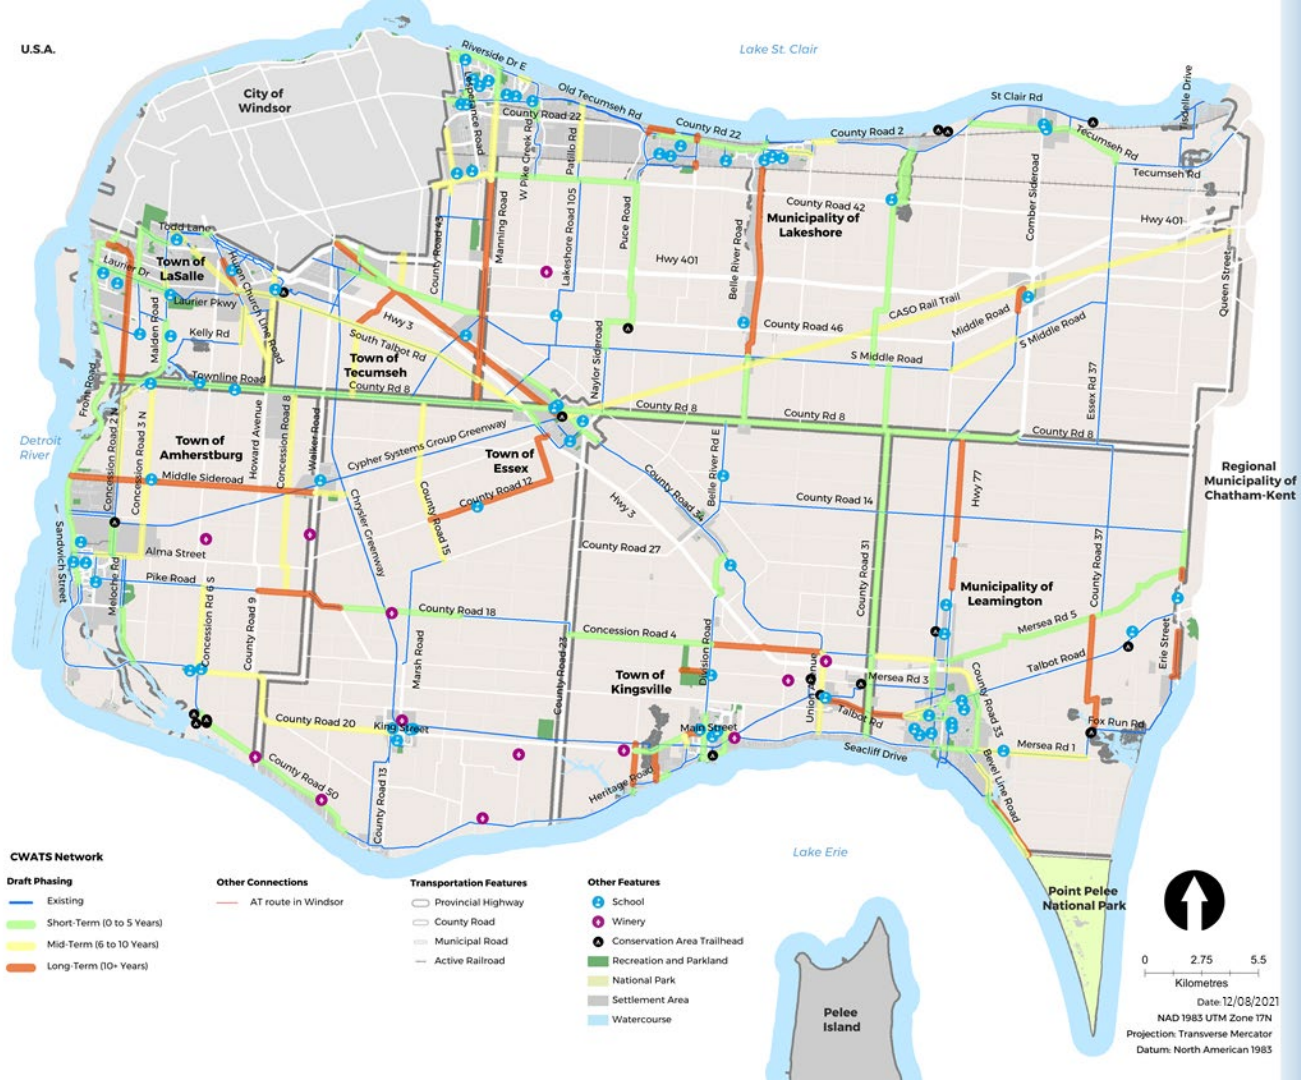 U.S.A.
Lake St. Clair
City of
Windsor
Riverside Dr E
Lesperance Road
Old Tecumseh Rd
County Road 22
County Rd 22
W Pike Creek Rd
Patillo Rd
County Road 2
St Clair Rd
Tisdelle Drive
Tecumseh Rd
Tecumseh Rd
Comber Sideroad
County Road 42
Municipality of
Lakeshore
Hwy 401
Hwy 401
Queen Street
Todd Lane
Town of
LaSalle
Laurier Dr
Laurier Pkwy
Huron Church Line Road
Malden Road
Kelly Rd
County Road 43
Manning Road
Lakeshore Road 105
Puce Road
Belle River Road
County Road 46
CASO Rail Trail
Middle Road
S Middle Road
S Middle Road
Naylor Sideroad
Hwy 3
South Talbot Rd
Town of
Tecumseh
County Rd 8
Townline Road
Front Road
Essex Rd 37
County Rd 8
County Rd 8
County Rd 8
Detroit
River
Concession Road 2 N
Concession Road 3 N
Town of
Amherstburg
Howard Avenue
Concession Road 8
Walker Road
Cypher Systems Group Greenway
Town of
Essex
County Road 12
Middle Sideroad
County Road 15
Chrysler Greenway
Hwy 3
County Road 34
Belle River Rd E
County Road 14
Hwy 77
Regional
Municipality of
Chatham-Kent
Sandwich Street
Alma Street
Pike Road
Meloche Rd
Concession Rd 6 S
County Road 9
County Road 27
County Road 31
County Road 37
Municipality of
Leamington
County Road 18
Concession Road 4
Marsh Road
County Road 23
Division Road
Town of
Kingsville
Union Avenue
Mersea Rd 5
Talbot Road
Erie Street
Mersea Rd 3
Talbot Rd
County Road 33
Fox Run Rd
Mersea Rd 1
County Road 20
King Street
Main Street
Seacliff Drive
Bevel Line Road
County Road 50
County Road 13
Heritage Road
Lake Erie
Point Pelee
National Park
Pelee
Island
CWATS Network
Draft Phasing
Existing
Short-Term (0 to 5 Years)
Mid-Term (6 to 10 Years)
Long-Term (10+ Years)
Other Connections
AT route in Windsor
Transportation Features
Provincial Highway
County Road
Municipal Road
Active Railroad
Other Features
School
Winery
Conservation Area Trailhead
Recreation and Parkland
National Park
Settlement Area
Watercourse
0 2.75 5.5
Kilometres
Date: 12/08/2021
NAD 1983 UTM Zone 17N
Projection: Transverse Mercator
Datum: North American 1983